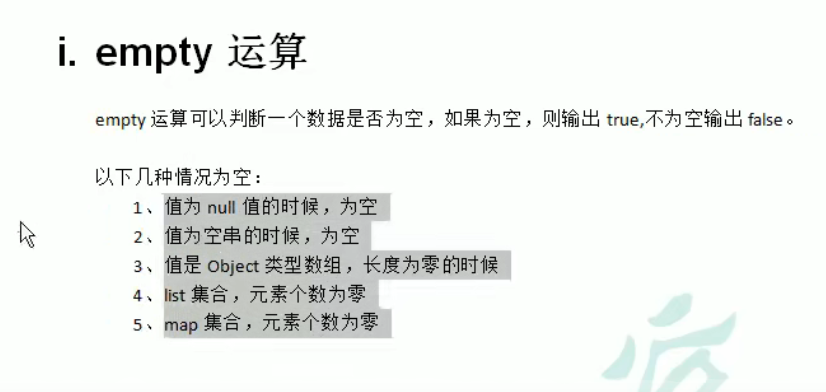 i. empty 运算
empty 运算可以判断一个数据是否为空，如果为空，则输出 true,不为空输出 false。
以下几种情况为空：
1、值为 null 值的时候，为空
2、值为空串的时候，为空
3、值是 Object 类型数组，长度为零的时候
4、list 集合，元素个数为零
5、map 集合，元素个数为零